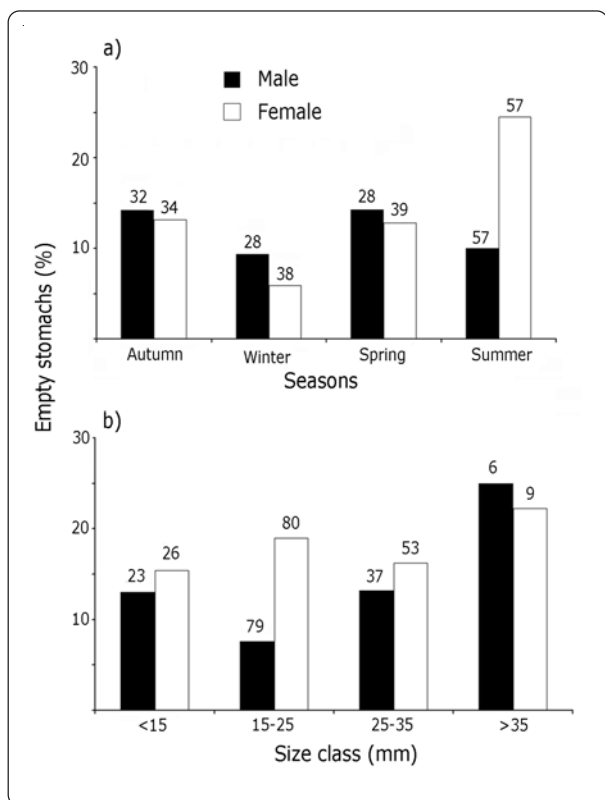 a)
30
Male
Female
57
20
32
34
28
39
10
28
57
38
Autumn
Winter
Spring
Summer
Seasons
Empty stomachs (%)
b)
30
6
9
80
20
26
53
23
37
79
10
<15
15-25
25-35
>35
Size class (mm)